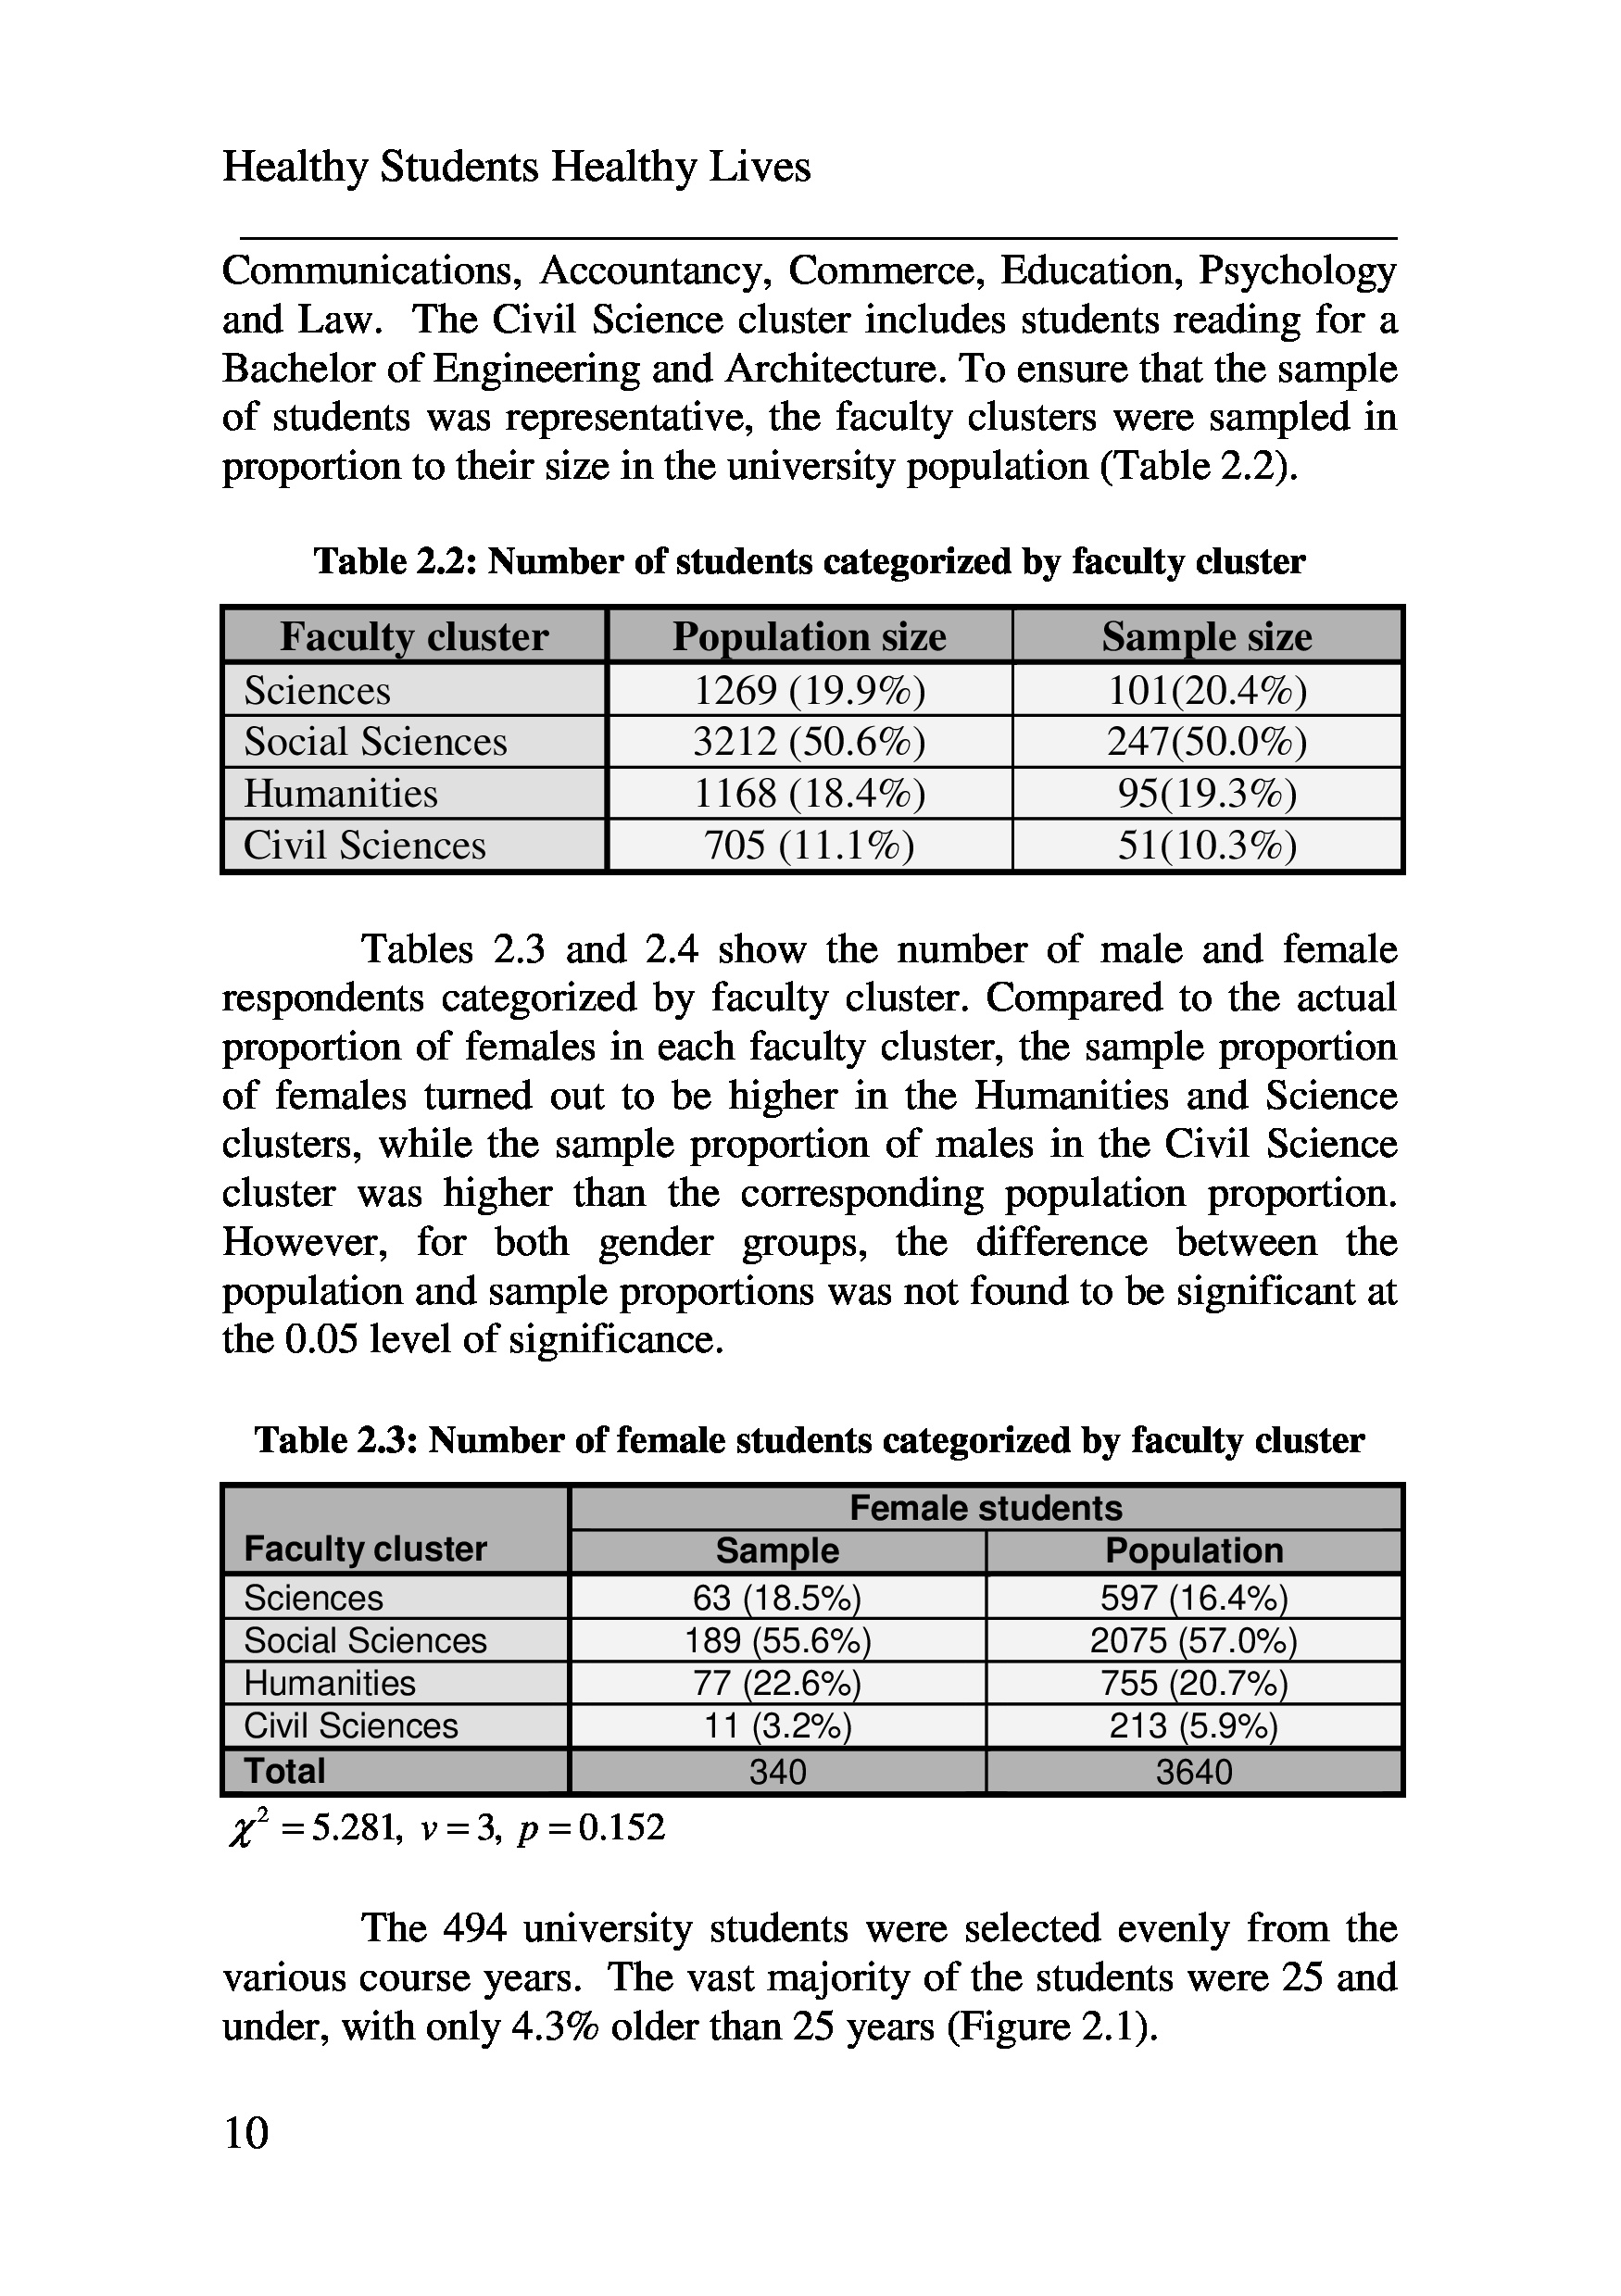 Healthy Students Healthy Lives
Communications, Accountancy, Commerce, Education, Psychology
and Law. The Civil Science cluster includes students reading for a
Bachelor of Engineering and Architecture. To ensure that the sample
of students was representative, the faculty clusters were sampled in
proportion to their size in the university population (Table 2.2).
Table 2.2: Number of students categorized by faculty cluster
Faculty cluster Population size Sample size
Sciences 1269 (19.9%) 101(20.4%)
Social Sciences 3212 (50.6%) 247(50.0%)
Humanities 1168 (18.4%) 95(19.3%)
Civil Sciences 705 (11.1%) 51(10.3%)
Tables 2.3 and 2.4 show the number of male and female
respondents categorized by faculty cluster. Compared to the actual
proportion of females in each faculty cluster, the sample proportion
of females turned out to be higher in the Humanities and Science
clusters, while the sample proportion of males in the Civil Science
cluster was higher than the corresponding population proportion.
However, for both gender groups, the difference between the
population and sample proportions was not found to be significant at
the 0.05 level of significance.
Table 2.3: Number of female students categorized by faculty cluster
Female students
Faculty cluster Sample Population
Sciences 63 (18.5%) 597 (16.4%)
Social Sciences 189 (55.6%) 2075 (57.0%)
Humanities 77 (22.6%) 755 (20.7%)
Civil Sciences 11 (3.2%) 213 (5.9%)
Total 340 3640
χ² = 5.281, v = 3, p = 0.152
The 494 university students were selected evenly from the
various course years. The vast majority of the students were 25 and
under, with only 4.3% older than 25 years (Figure 2.1).
10